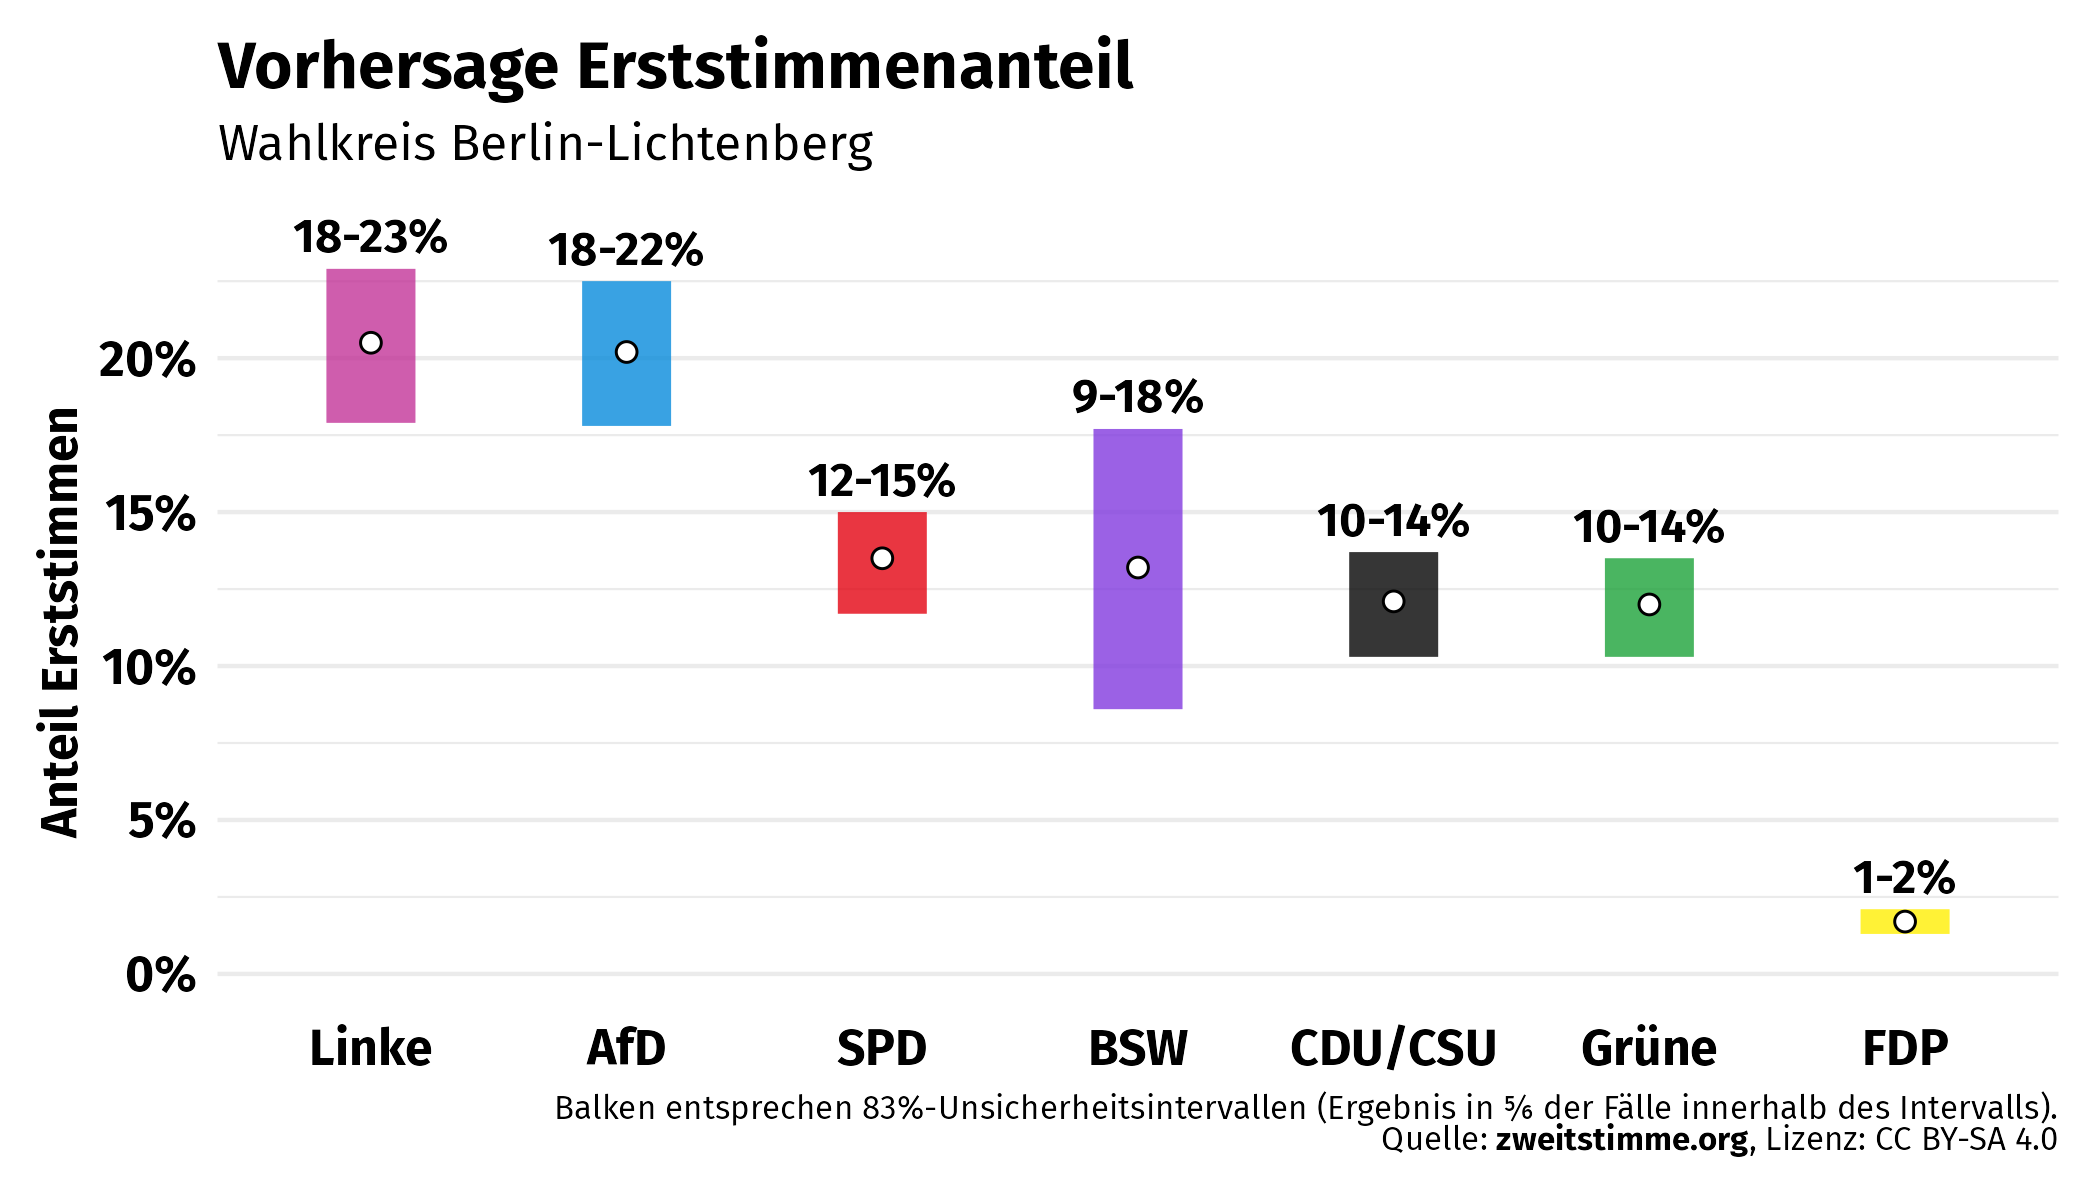 Vorhersage Erststimmenanteil
Wahlkreis Berlin-Lichtenberg
18-23%
18-22%
12-15%
9-18%
10-14%
10-14%
1-2%
Anteil Erststimmen
20%
15%
10%
5%
0%
Linke AfD SPD BSW CDU/CSU Grüne FDP
Balken entsprechen 83%-Unsicherheitsintervallen (Ergebnis in ⅚ der Fälle innerhalb des Intervalls).
Quelle: zweitstimme.org, Lizenz: CC BY-SA 4.0